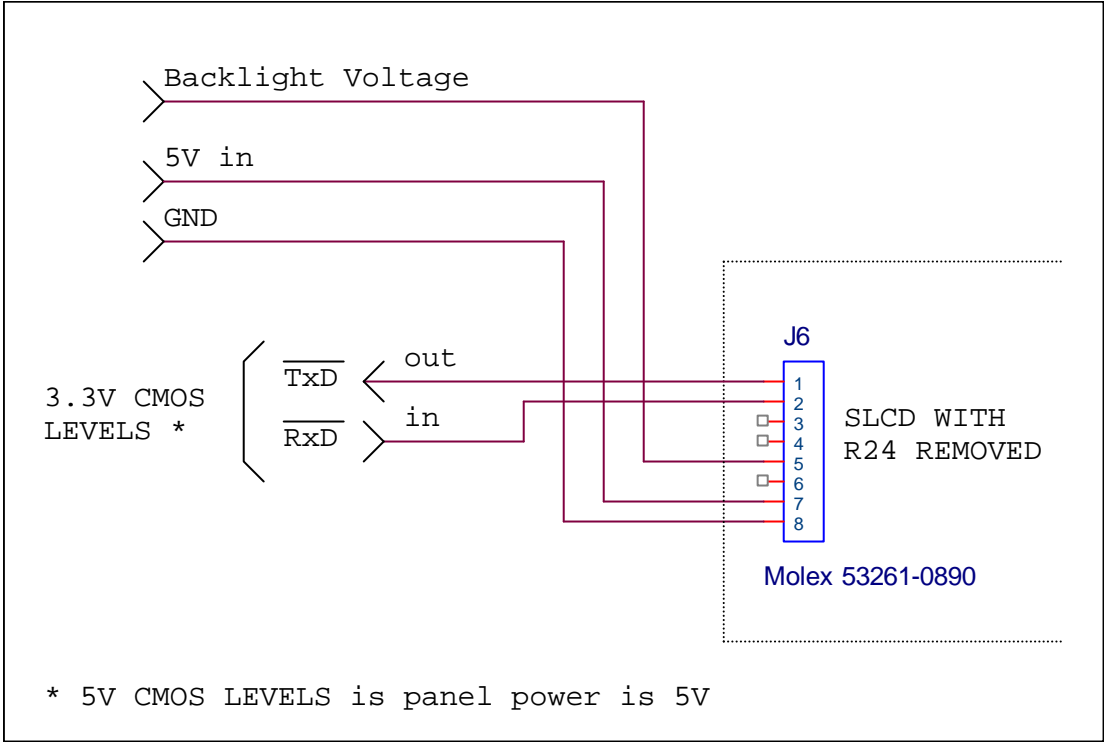 Backlight Voltage
5V in
GND
J6
out
TxD
3.3V CMOS
LEVELS *
in
RxD
1
2
3
4
5
6
7
8
SLCD WITH
R24 REMOVED
Molex 53261-0890
* 5V CMOS LEVELS is panel power is 5V